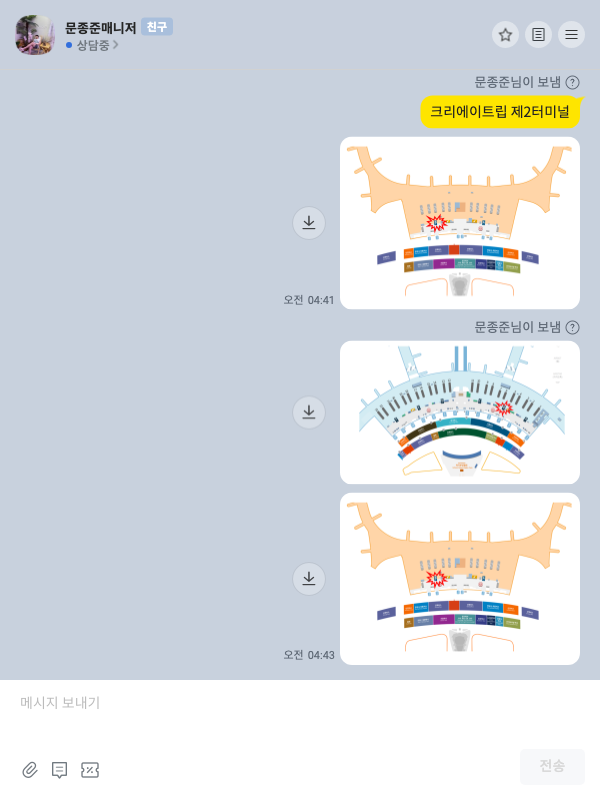 문종준매니저 친구
상담중
문종준님이 보냄
크리에이트립 제2터미널
오전 04:41
문종준님이 보냄
오전 04:43
메시지 보내기
전송